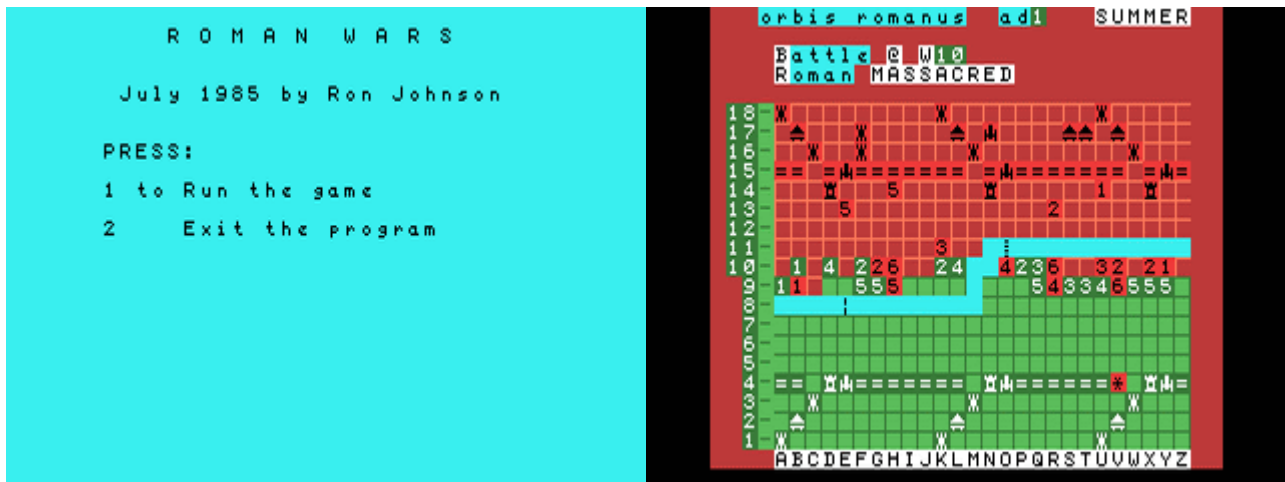 R O M A N W A R S
July 1985 by Ron Johnson
PRESS:
1 to Run the game
2 Exit the program
orbis romanus ad1 SUMMER
Battle @ W10
Roman MASSACRED
18-
17-
16-
15- == = ======= = ======= = =
14- 5 1
13- 5 2
12-
11- 3
10- 1 4 226 24 4236 32 21
9- 11 555 543346555
8-
7-
6-
5-
4- == ======= ======* =
3-
2-
1-
ABCDEFGHIJKLMNOPQRSTUVWXYZ